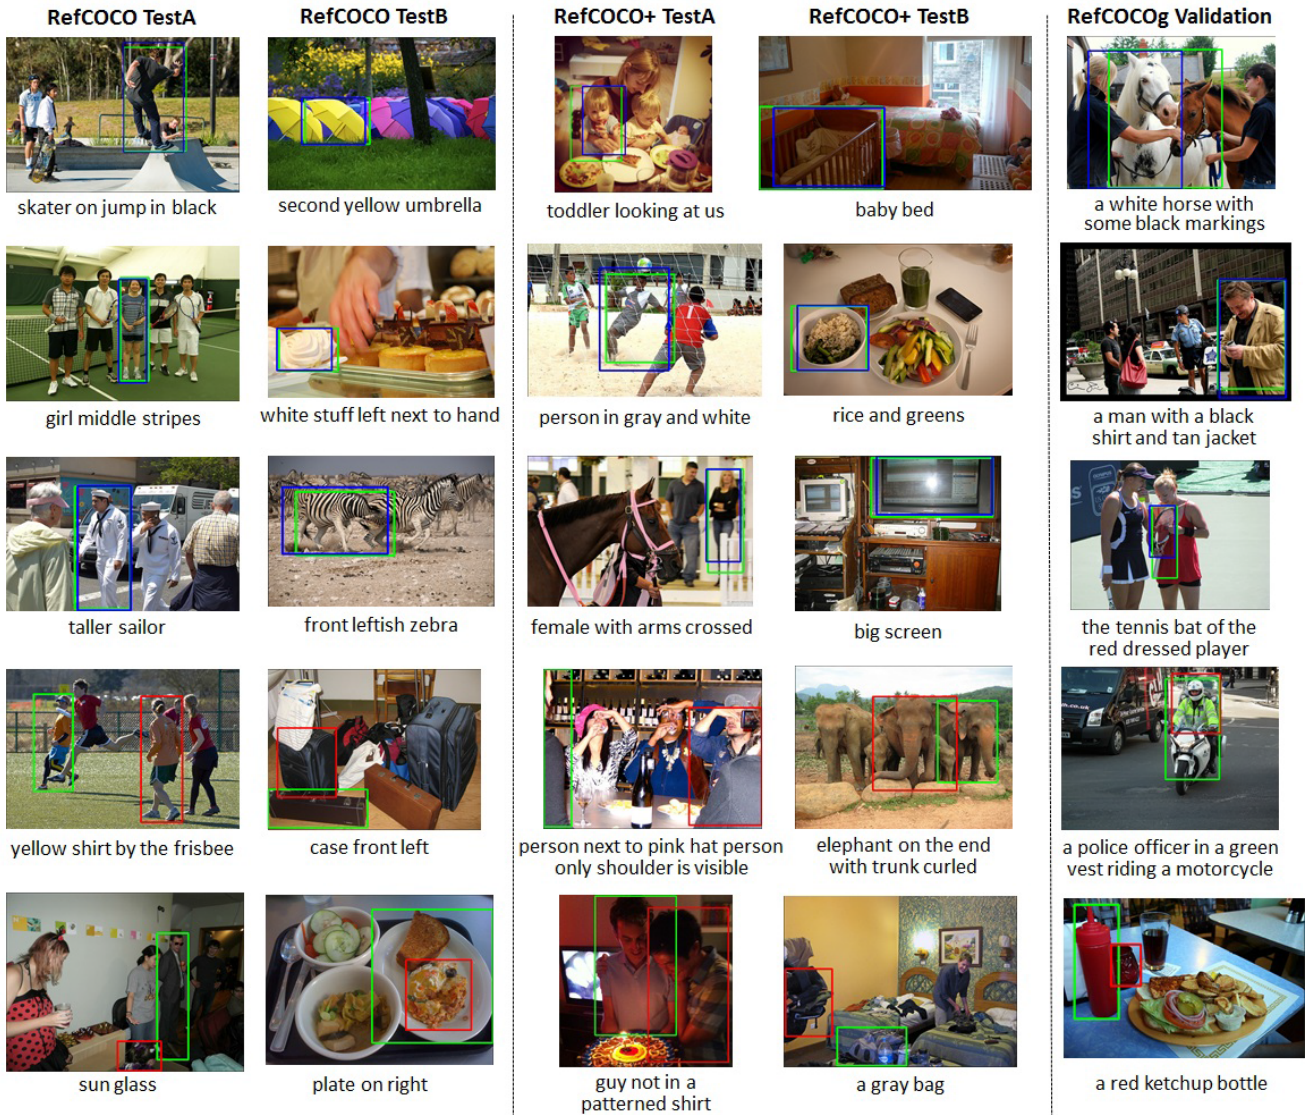 RefCOCO TestA
RefCOCO TestB
RefCOCO+ TestA
RefCOCO+ TestB
RefCOCOg Validation
skater on jump in black
second yellow umbrella
toddler looking at us
baby bed
a white horse with
some black markings
girl middle stripes
white stuff left next to hand
person in gray and white
rice and greens
a man with a black
shirt and tan jacket
taller sailor
front leftish zebra
female with arms crossed
big screen
the tennis bat of the
red dressed player
yellow shirt by the frisbee
case front left
person next to pink hat person
only shoulder is visible
elephant on the end
with trunk curled
a police officer in a green
vest riding a motorcycle
sun glass
plate on right
guy not in a
patterned shirt
a gray bag
a red ketchup bottle